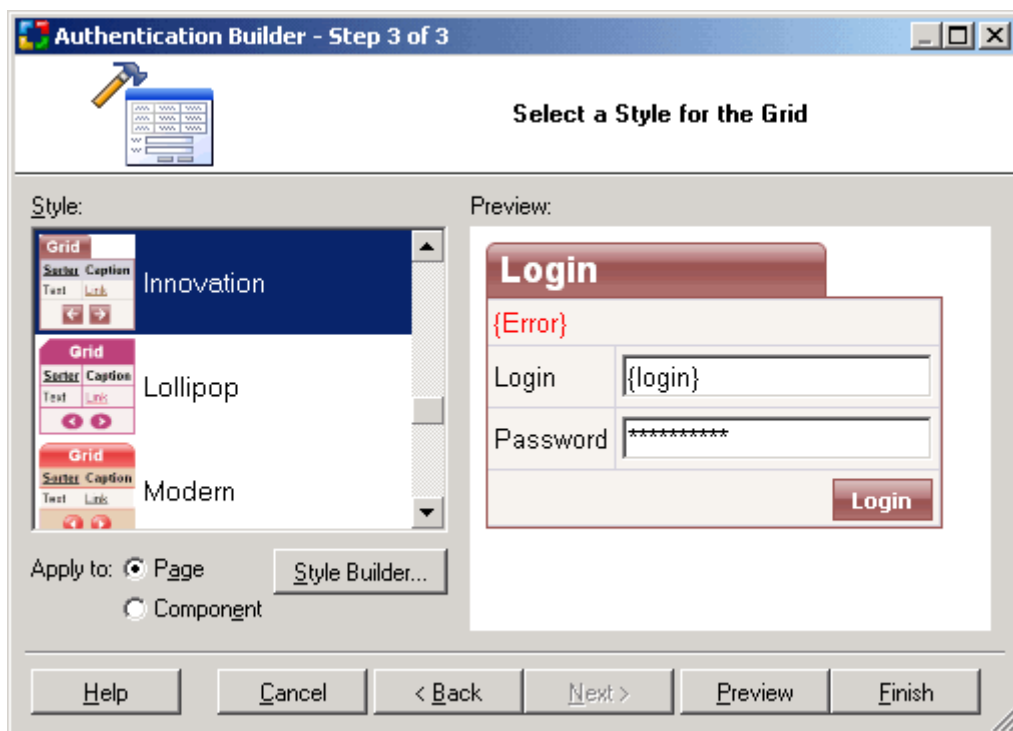 Authentication Builder - Step 3 of 3
Select a Style for the Grid
Style:
Preview:
Grid
Sorter Caption
Text Link
Innovation
Grid
Sorter Caption
Text Link
Lollipop
Grid
Sorter Caption
Text Link
Modern
Login
{Error}
Login {login}
Password **********
Login
Apply to: Page
Style Builder...
Component
Help Cancel < Back Next > Preview Finish